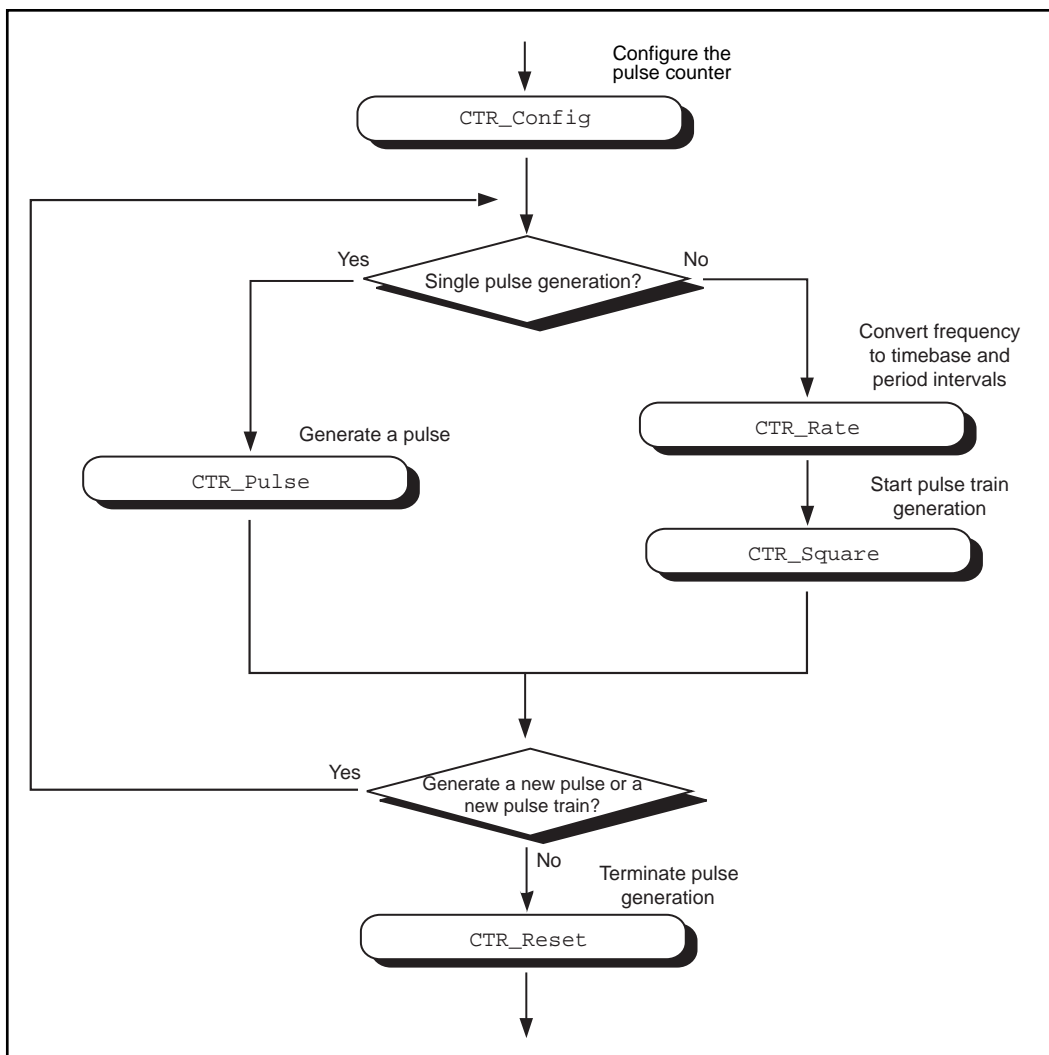 Configure the
pulse counter
CTR_Config
Yes
Single pulse generation?
No
Convert frequency
to timebase and
period intervals
Generate a pulse
CTR_Rate
CTR_Pulse
Start pulse train
generation
CTR_Square
Yes
Generate a new pulse or a
new pulse train?
No
Terminate pulse
generation
CTR_Reset